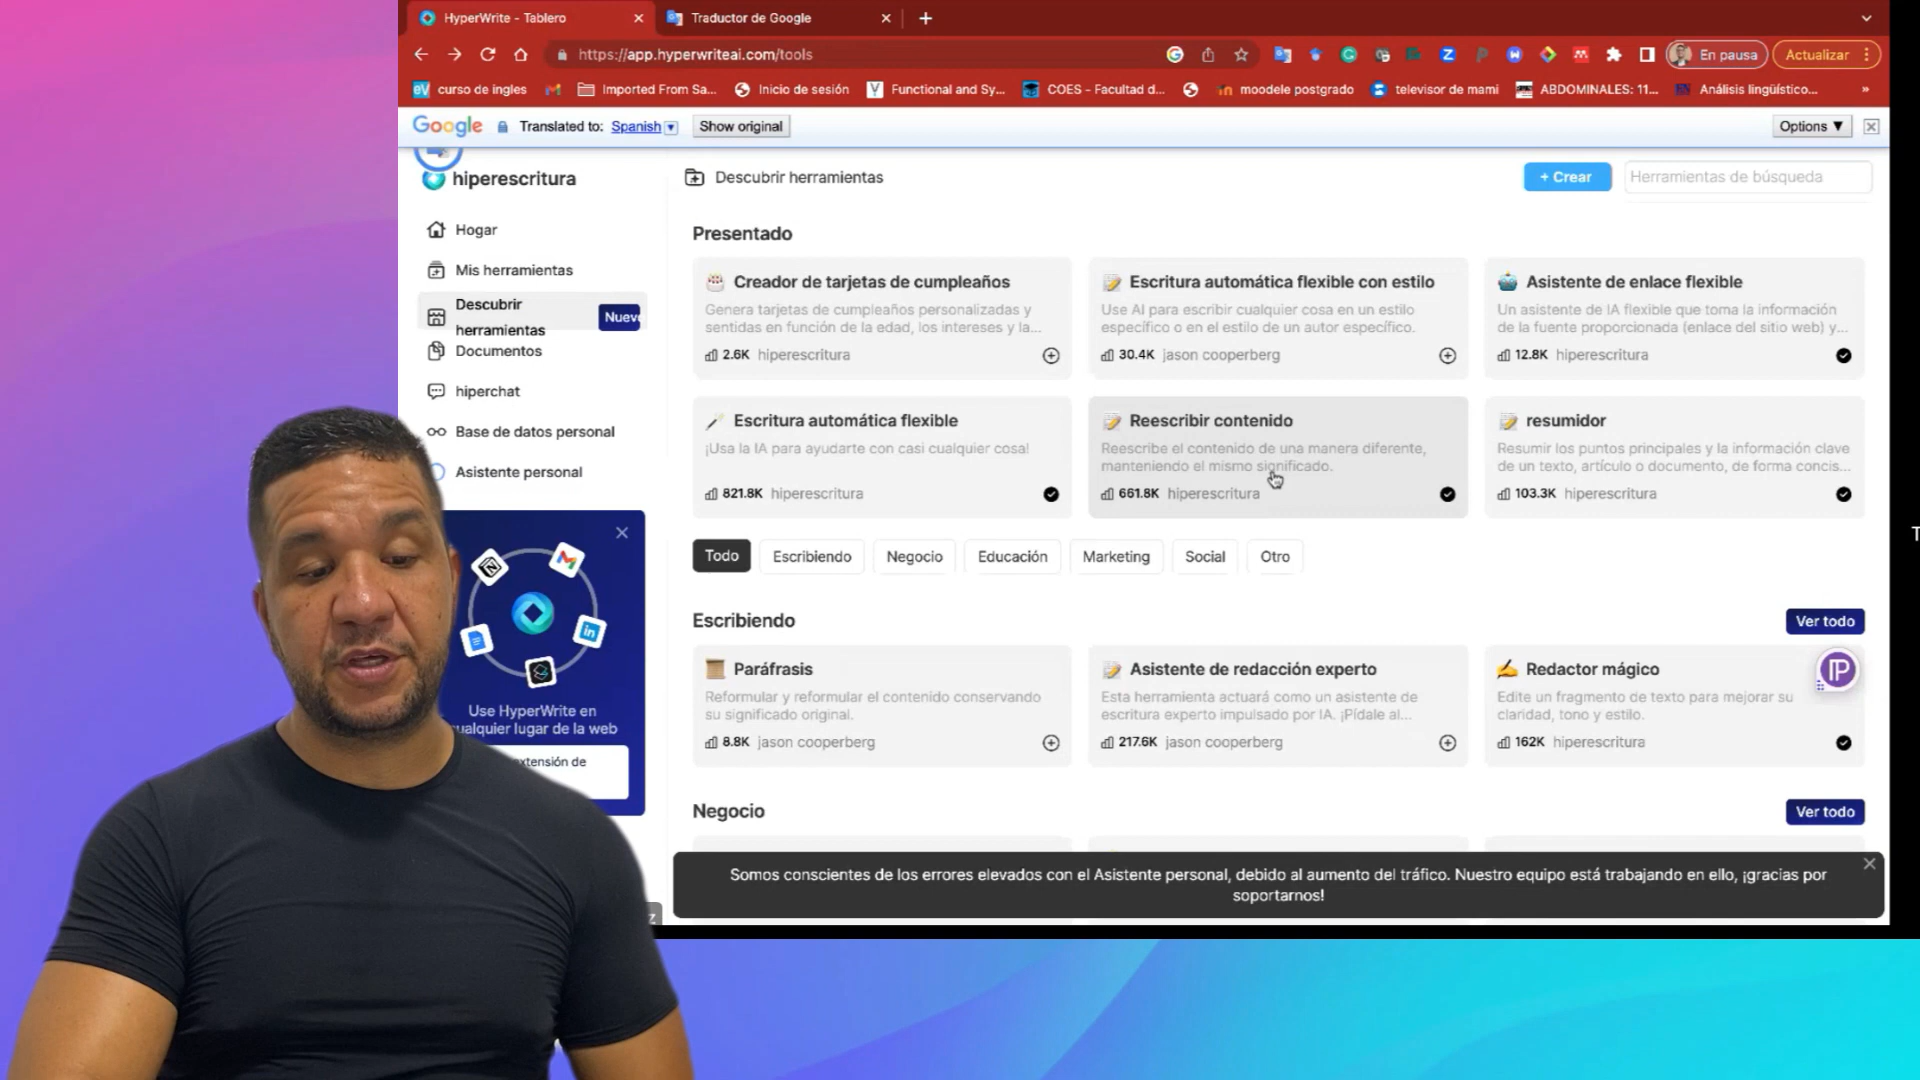 HyperWrite - Tablero
Traductor de Google
https://app.hyperwriteai.com/tools
En pausa
Actualizar
curso de ingles
Imported From Sa...
Inicio de sesión
Functional and Sy...
COES - Facultad d...
moodele postgrado
televisor de mami
ABDOMINALES: 11...
Análisis lingüístico...
Google
Translated to: Spanish
Show original
Options ▼
hiperescritura
Descubrir herramientas
+ Crear
Herramientas de búsqueda
Hogar
Mis herramientas
Descubrir
herramientas
Nuev
Documentos
hiperchat
Base de datos personal
Asistente personal
Use HyperWrite en
ualquier lugar de la web
extensión de
Presentado
Creador de tarjetas de cumpleaños
Genera tarjetas de cumpleaños personalizadas y
sentidas en función de la edad, los intereses y la...
2.6K hiperescritura
Escritura automática flexible con estilo
Use AI para escribir cualquier cosa en un estilo
específico o en el estilo de un autor específico.
30.4K jason cooperberg
Asistente de enlace flexible
Un asistente de IA flexible que toma la información
de la fuente proporcionada (enlace del sitio web) y...
12.8K hiperescritura
Escritura automática flexible
¡Usa la IA para ayudarte con casi cualquier cosa!
821.8K hiperescritura
Reescribir contenido
Reescribe el contenido de una manera diferente,
manteniendo el mismo significado.
661.8K hiperescritura
resumidor
Resumir los puntos principales y la información clave
de un texto, artículo o documento, de forma concis...
103.3K hiperescritura
Todo
Escribiendo
Negocio
Educación
Marketing
Social
Otro
Escribiendo
Ver todo
Paráfrasis
Reformular y reformular el contenido conservando
su significado original.
8.8K jason cooperberg
Asistente de redacción experto
Esta herramienta actuará como un asistente de
escritura experto impulsado por IA. ¡Pídale al...
217.6K jason cooperberg
Redactor mágico
Edite un fragmento de texto para mejorar su
claridad, tono y estilo.
162K hiperescritura
Negocio
Ver todo
Somos conscientes de los errores elevados con el Asistente personal, debido al aumento del tráfico. Nuestro equipo está trabajando en ello, ¡gracias por
soportarnos!